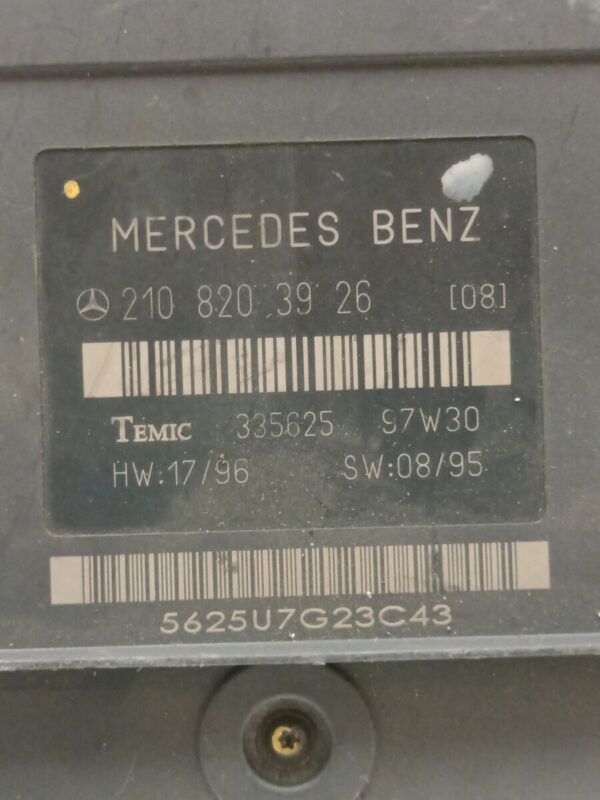 MERCEDES BENZ
210 820 39 26 [08]
TEMIC 335625 97W30
HW:17/96 SW:08/95
5625U7G23C43